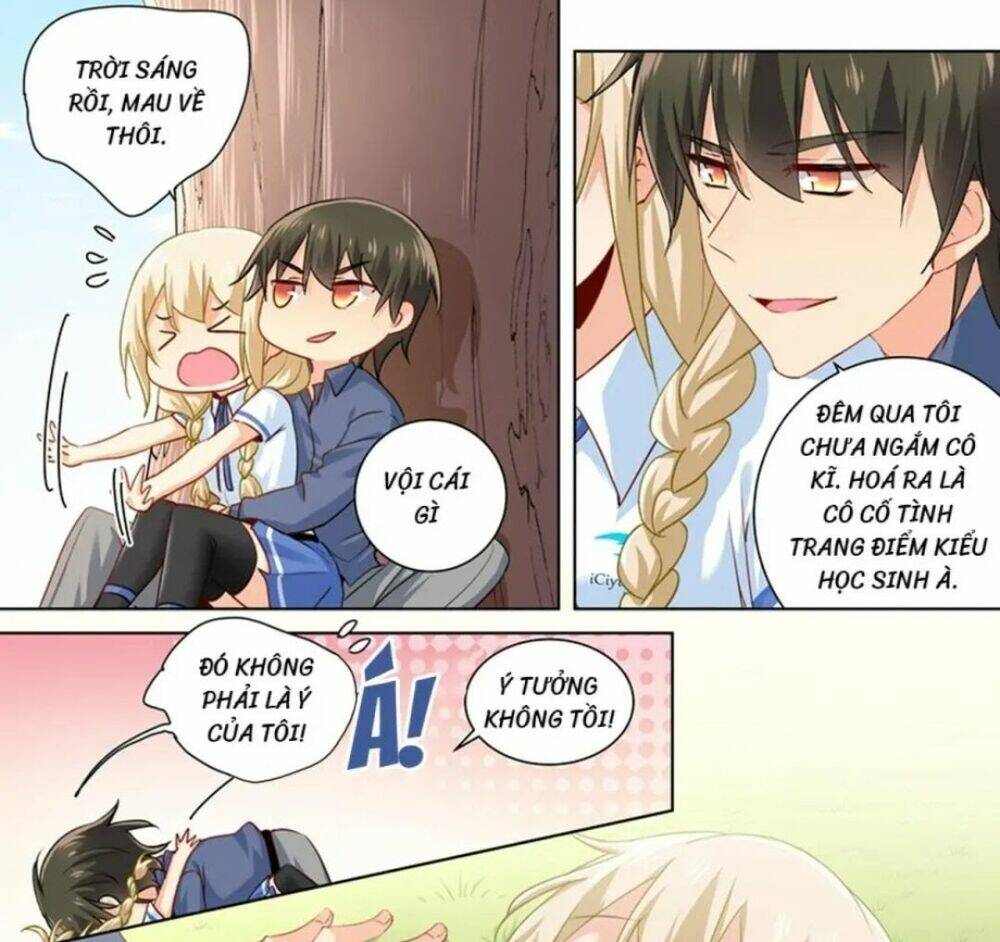 TRỜI SÁNG
RỒI, MAU VỀ
THÔI.
VỘI CÁI
GÌ
ĐÊM QUA TÔI
CHƯA NGẮM CÔ
KĨ. HOÁ RA LÀ
CÔ CỐ TÌNH
TRANG ĐIỂM KIỂU
HỌC SINH À.
iCiy
ĐÓ KHÔNG
PHẢI LÀ Ý
CỦA TÔI!
Á!
Ý TƯỞNG
KHÔNG TỒI!